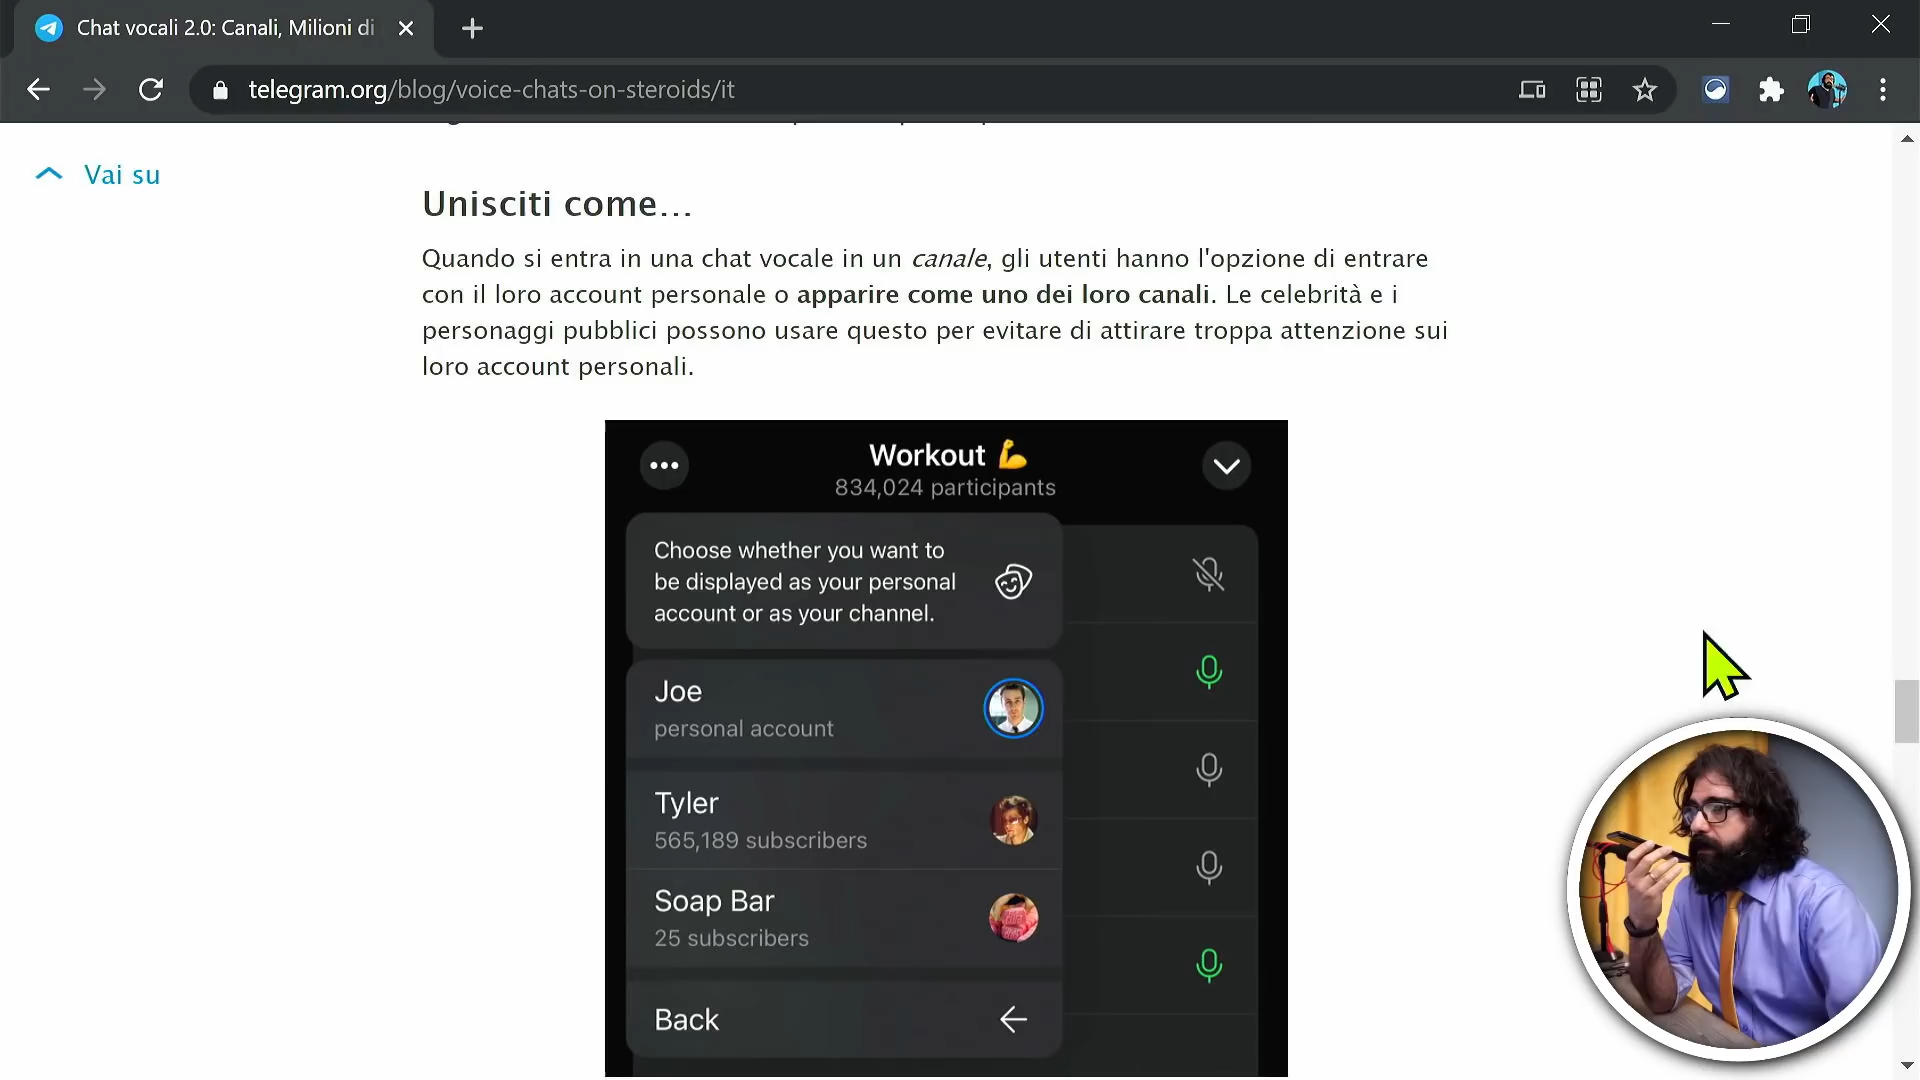 Chat vocali 2.0: Canali, Milioni di
telegram.org/blog/voice-chats-on-steroids/it
Vai su
Unisciti come...
Quando si entra in una chat vocale in un canale, gli utenti hanno l'opzione di entrare
con il loro account personale o apparire come uno dei loro canali. Le celebrità e i
personaggi pubblici possono usare questo per evitare di attirare troppa attenzione sui
loro account personali.
Workout 💪
834,024 participants
Choose whether you want to
be displayed as your personal
account or as your channel.
Joe
personal account
Tyler
565,189 subscribers
Soap Bar
25 subscribers
Back